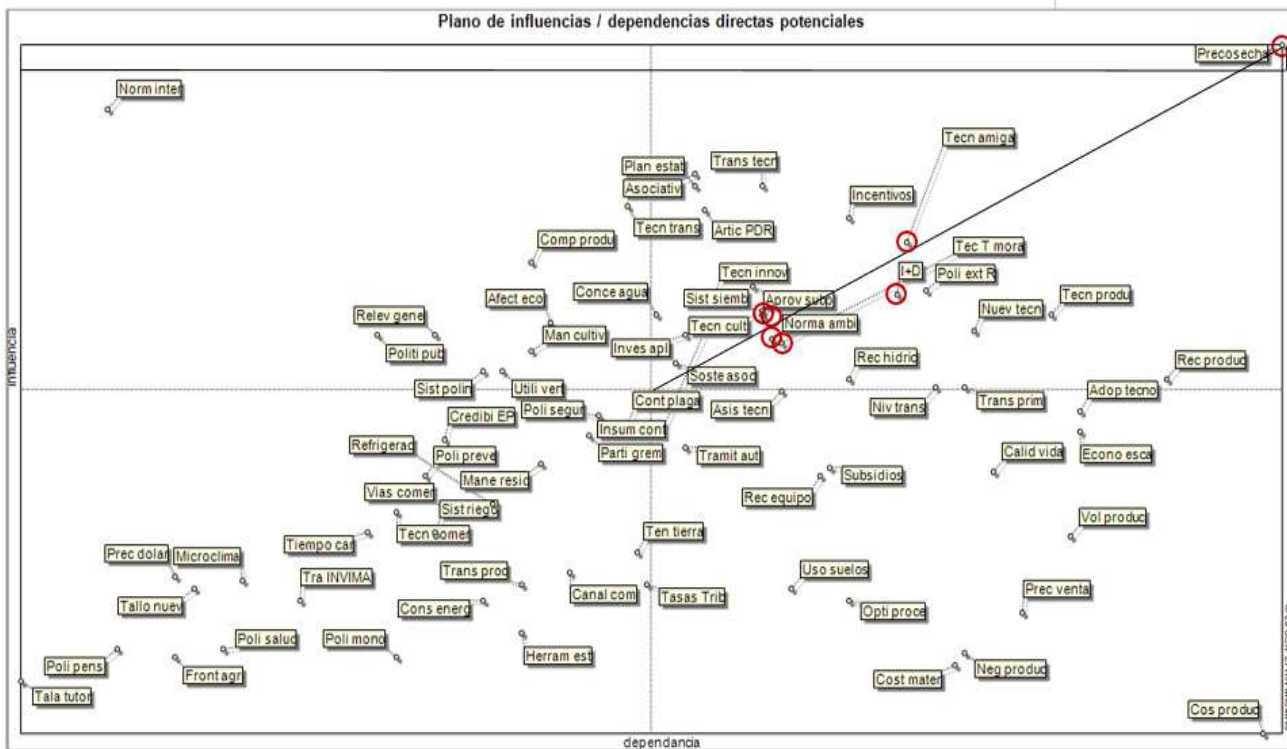 Plano de influencias / dependencias directas potenciales
Precosecha
Norm inter
Tecn amiga
Plan estat
Trans tecn
Asociativ
Incentivos
Tecn trans
Artic PDR
Comp produ
Tec T mora
I+D
Tecn innov
Poli ext R
Conce agua
Sist siemb
Aprov subp
Tecn produ
Afect eco
Relev gene
Tecn cult
Norma ambi
Nuev tecn
Man cultiv
Inves apl
Politi pub
Rec hidric
Rec produc
influencia
Soste asoc
Sist polin
Utili vert
Cont plaga
Adop tecno
Poli segur
Asis tecn
Niv trans
Trans prim
Credibi EP
Insum cont
Refrigerac
Parti grem
Tramit aut
Poli preve
Calid vida
Econo esca
Mane resid
Subsidios
Vias comer
Rec equipo
Sist riego
Vol produc
Tecn comer
Ten tierra
Tiempo car
Prec dolar
Microclima
Tra INVIMA
Trans prod
Uso suelos
Canal com
Tasas Trib
Prec venta
Tallo nuev
Cons energ
Opti proce
Poli salud
Poli mono
Herram est
Poli pens
Front agr
Cost mater
Neg produc
Tala tutor
Cos produc
dependancia